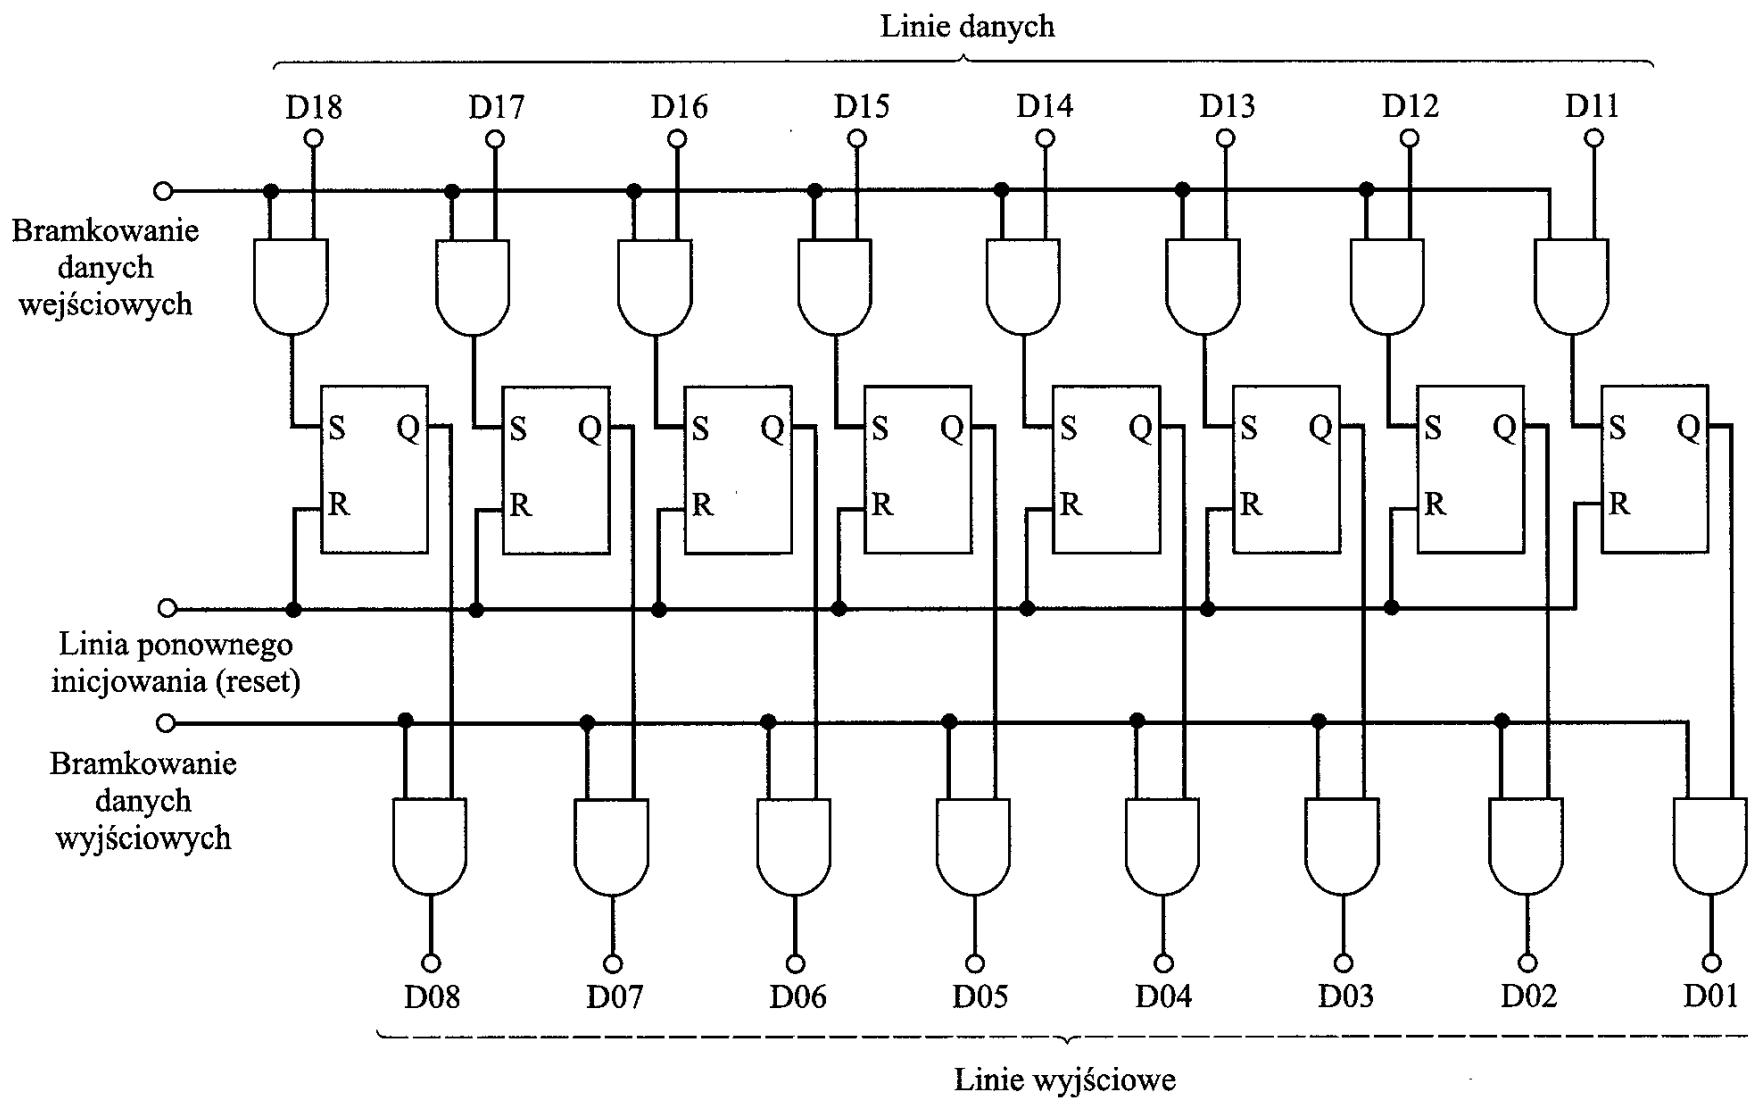 Linie danych
D18 D17 D16 D15 D14 D13 D12 D11
Bramkowanie
danych
wejściowych
S Q S Q S Q S Q S Q S Q S Q S Q
R R R R R R R R
Linia ponownego
inicjowania (reset)
Bramkowanie
danych
wyjściowych
D08 D07 D06 D05 D04 D03 D02 D01
Linie wyjściowe